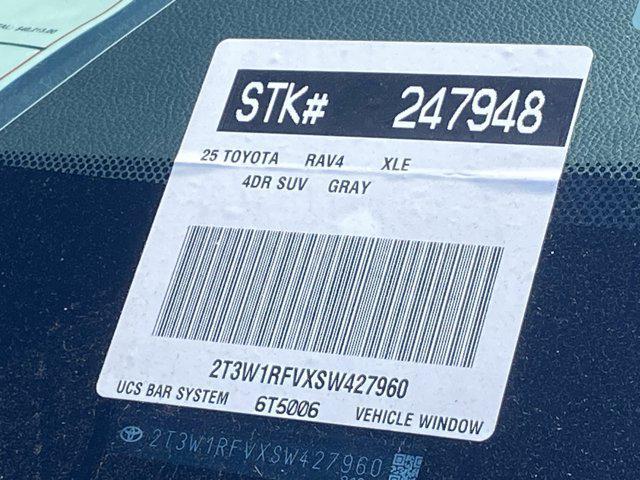 STK# 247948
25 TOYOTA RAV4 XLE
4DR SUV GRAY
2T3W1RFVXSW427960
UCS BAR SYSTEM 6T5006 VEHICLE WINDOW
2T3W1RFVXSW427960